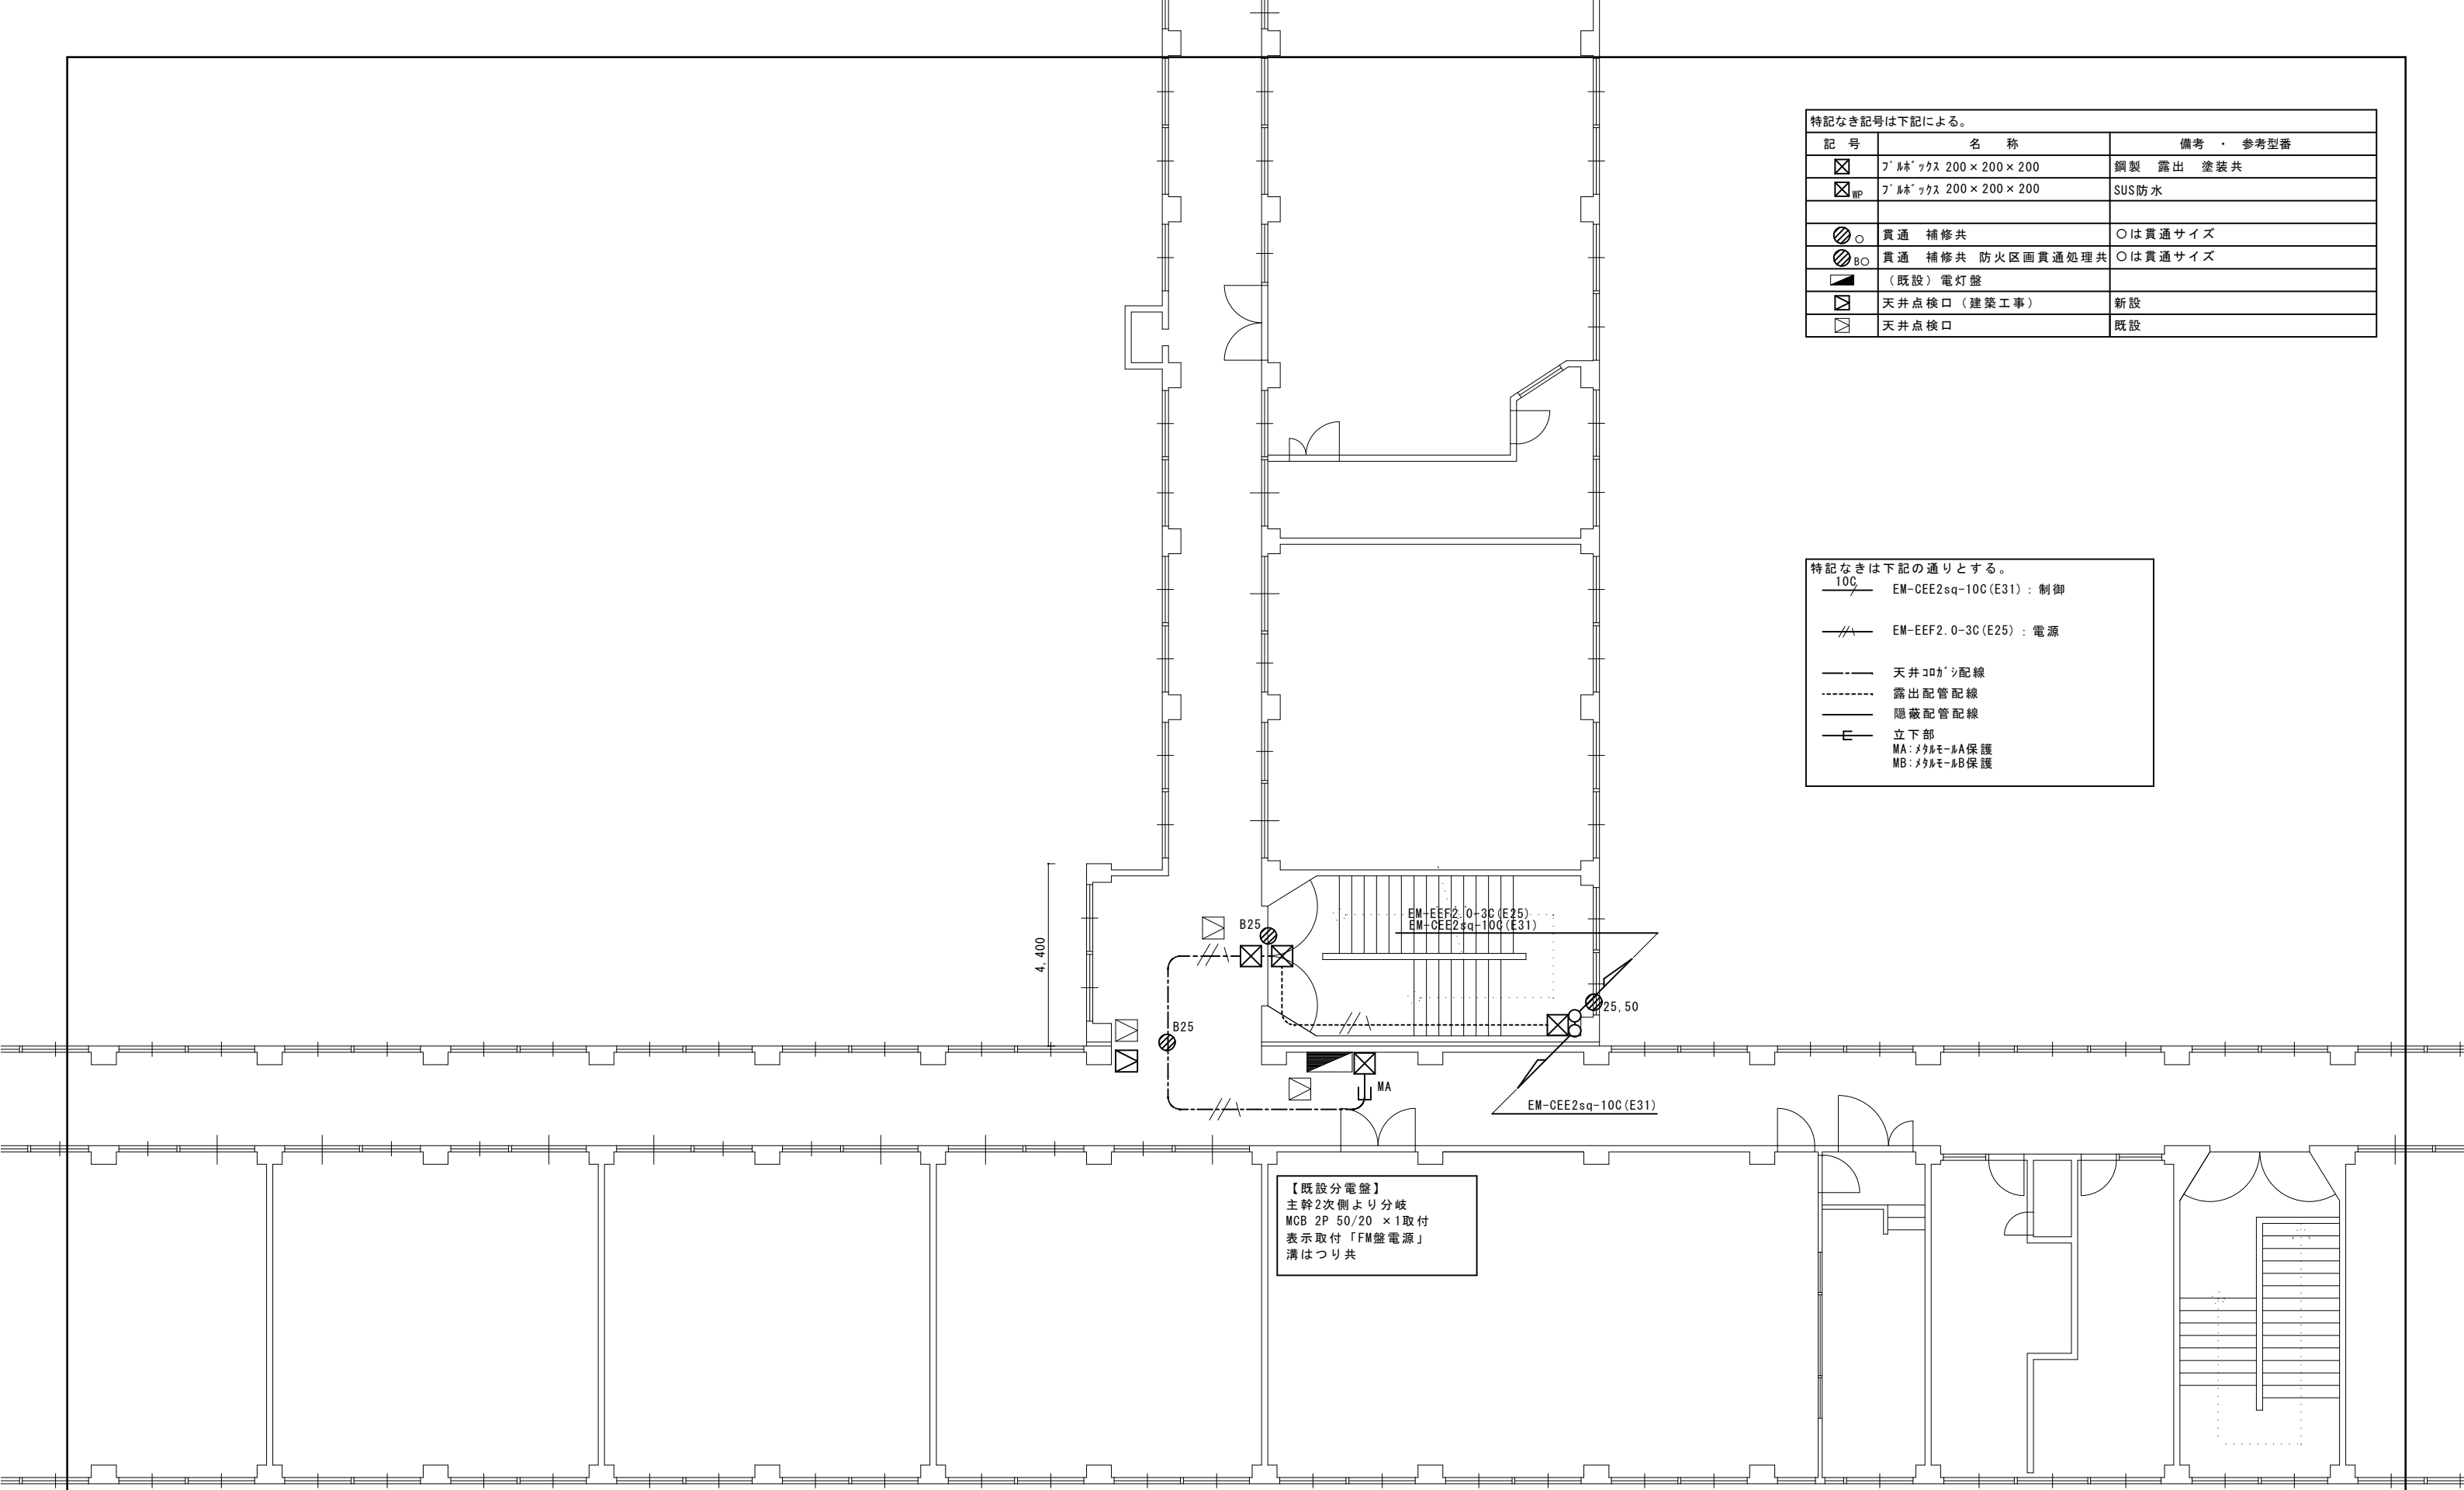 特記なき記号は下記による。
記 号 名 称 備考 ・ 参考型番
ﾌﾟﾙﾎﾞｯｸｽ 200×200×200 鋼製 露出 塗装共
WP ﾌﾟﾙﾎﾞｯｸｽ 200×200×200 SUS防水
○ 貫通 補修共 ○は貫通サイズ
B○ 貫通 補修共 防火区画貫通処理共 ○は貫通サイズ
（既設）電灯盤
天井点検口（建築工事） 新設
天井点検口 既設
特記なきは下記の通りとする。
10C EM-CEE2sq-10C(E31)：制御
EM-EEF2.0-3C(E25)：電源
天井ｺﾛｶﾞｼ配線
露出配管配線
隠蔽配管配線
立下部
MA:ﾒﾀﾙﾓｰﾙA保護
MB:ﾒﾀﾙﾓｰﾙB保護
EM-EEF2.0-3C(E25)
EM-CEE2sq-10C(E31)
B25
4,400
25,50
B25
MA
EM-CEE2sq-10C(E31)
【既設分電盤】
主幹2次側より分岐
MCB 2P 50/20 ×1取付
表示取付「FM盤電源」
溝はつり共